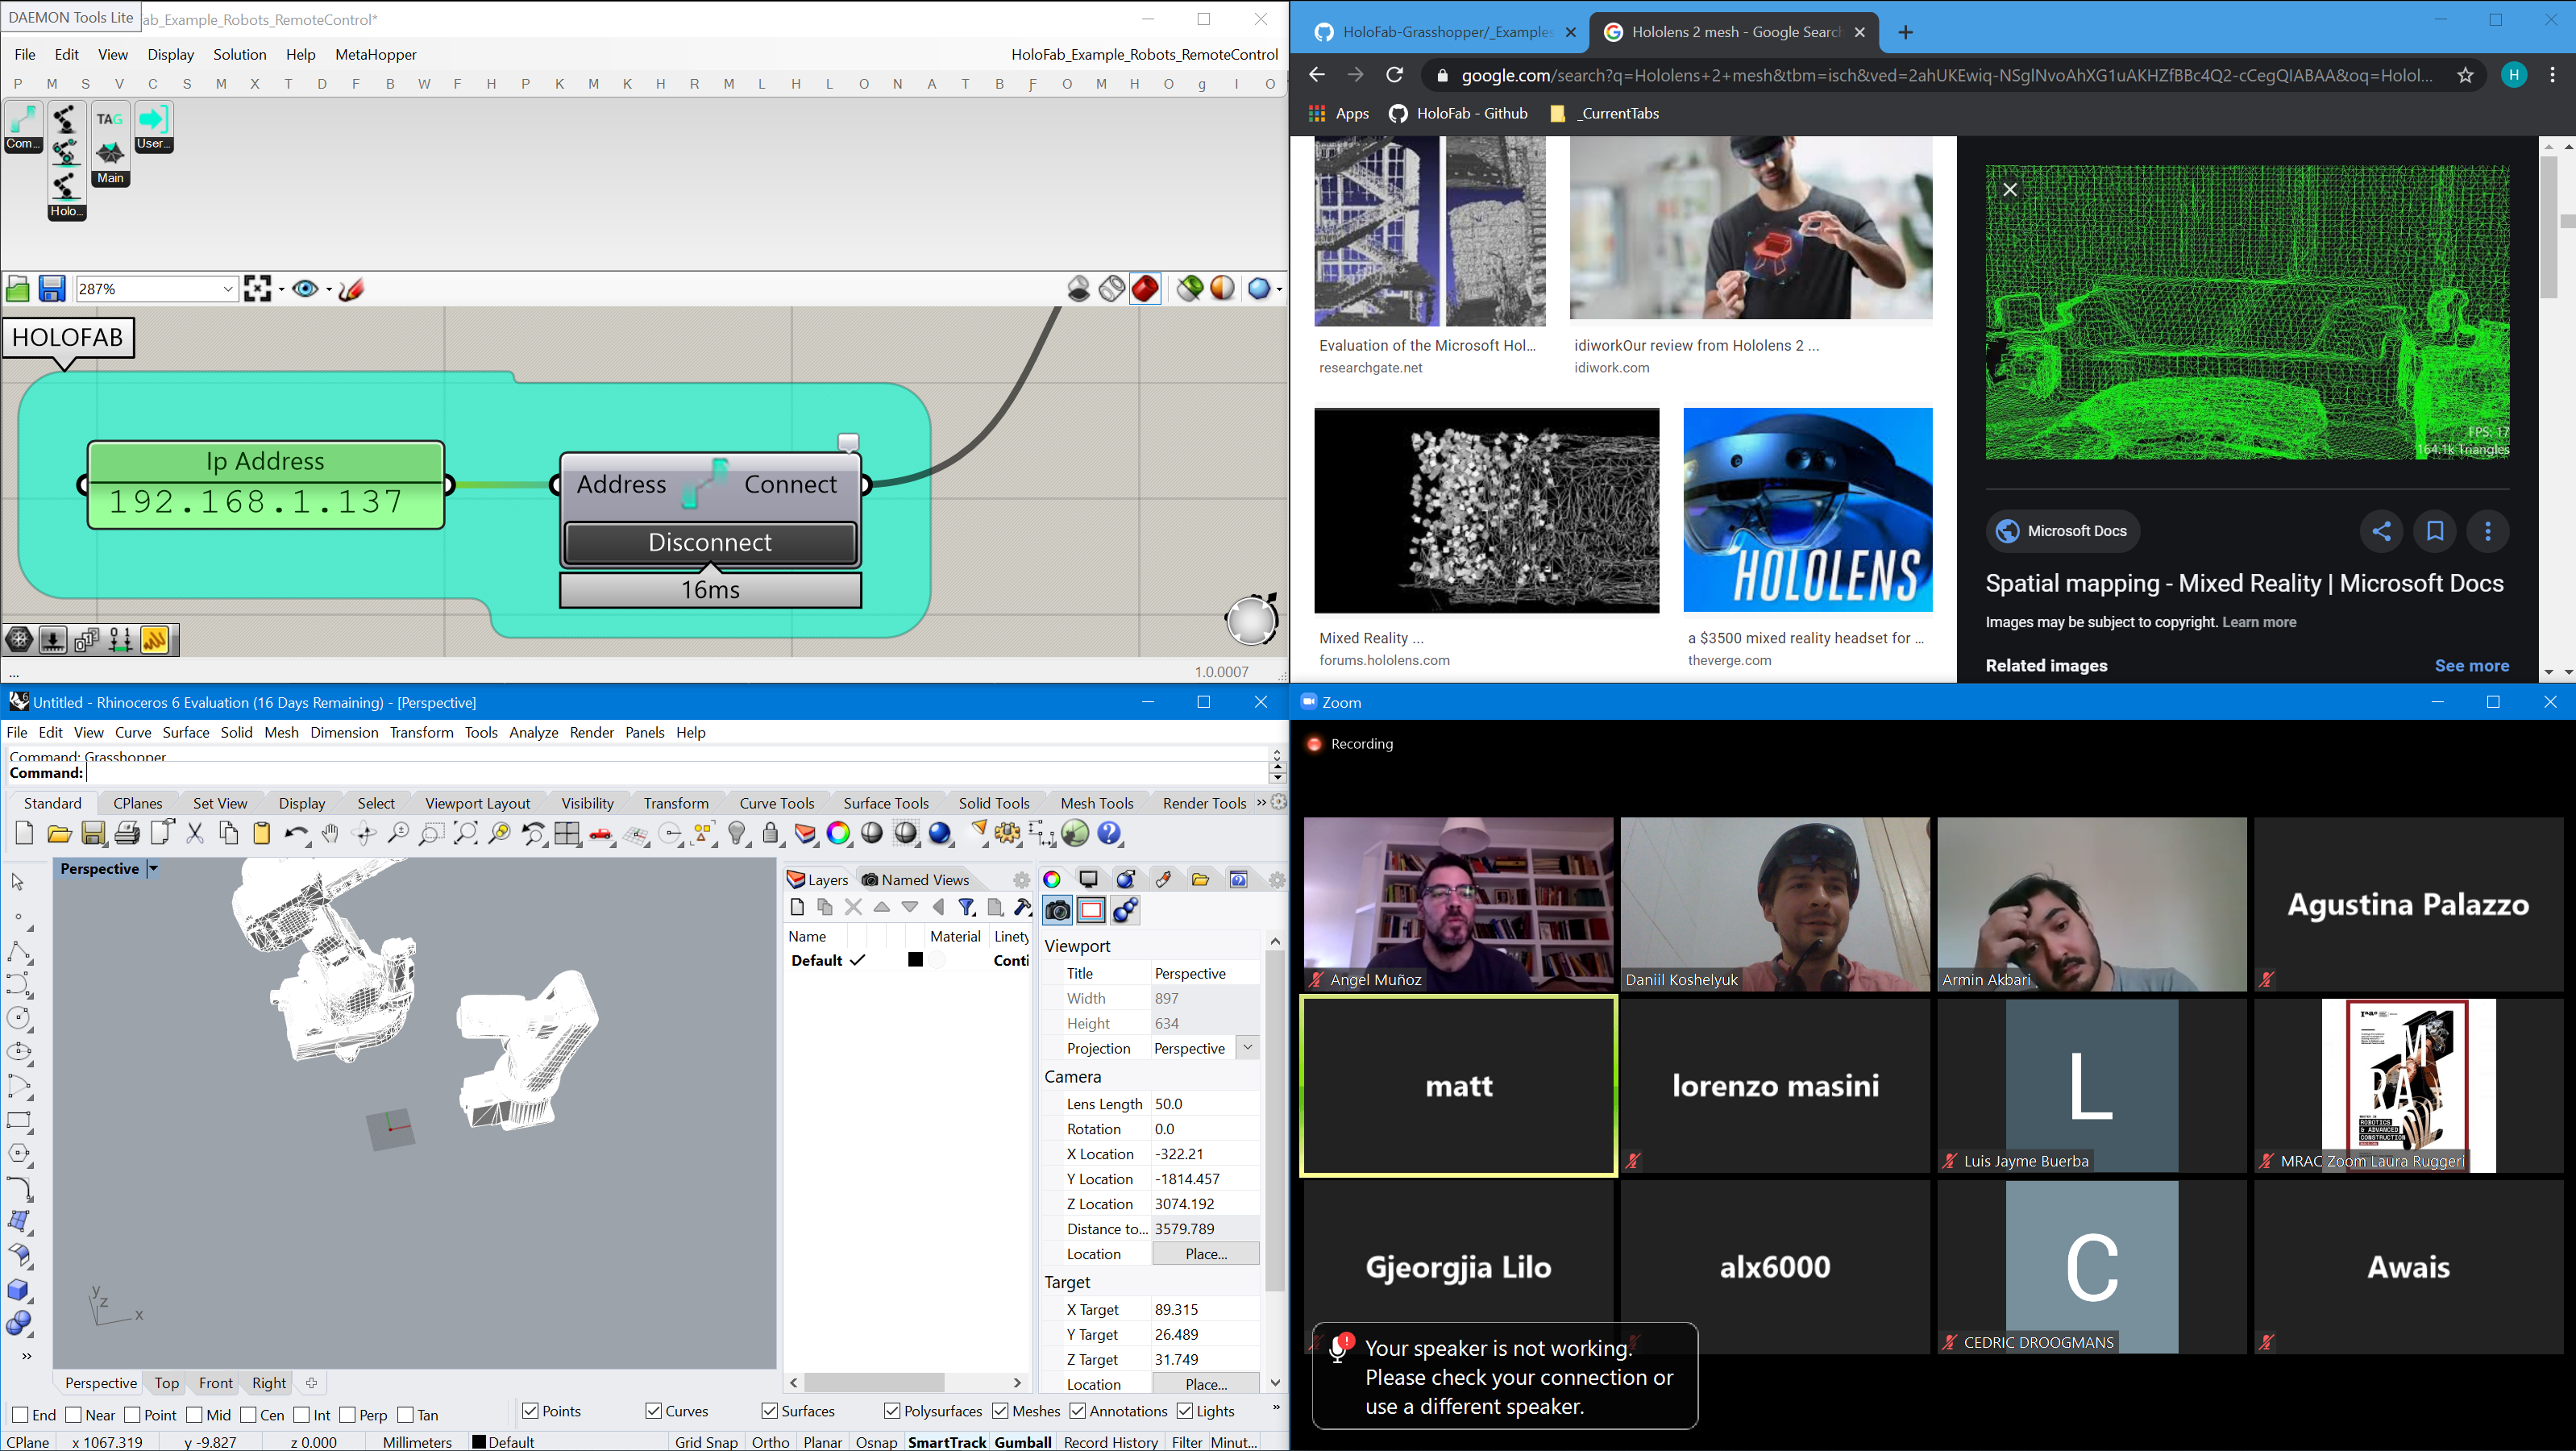 DAEMON Tools Lite
ab_Example_Robots_RemoteControl*
File Edit View Display Solution Help MetaHopper
HoloFab_Example_Robots_RemoteControl
P M S V C S M X T D F B W F H P K M K H R M L H L O N A T B F O M H O g I O
TAG
Com... User...
Main
Holo...
287%
HOLOFAB
Ip Address
192.168.1.137
Address Connect
Disconnect
16ms
...
1.0.0007
HoloFab-Grasshopper/_Examples
Hololens 2 mesh - Google Search
google.com/search?q=Hololens+2+mesh&tbm=isch&ved=2ahUKEwiq-NSglNvoAhXG1uAKHZfBBc4Q2-cCegQIABAA&oq=Holol...
H
Apps HoloFab - Github _CurrentTabs
Evaluation of the Microsoft Hol...
researchgate.net
idiworkOur review from Hololens 2 ...
idiwork.com
HOLOLENS
Mixed Reality ...
forums.hololens.com
a $3500 mixed reality headset for ...
theverge.com
FPS: 17
164.1k Triangles
Microsoft Docs
Spatial mapping - Mixed Reality | Microsoft Docs
Images may be subject to copyright. Learn more
Related images See more
Untitled - Rhinoceros 6 Evaluation (16 Days Remaining) - [Perspective]
File Edit View Curve Surface Solid Mesh Dimension Transform Tools Analyze Render Panels Help
Command: Grasshopper
Command:
Standard CPlanes Set View Display Select Viewport Layout Visibility Transform Curve Tools Surface Tools Solid Tools Mesh Tools Render Tools »
Perspective
y
z
x
Layers Named Views
Name Material Linety
Default Conti
Viewport
Title Perspective
Width 897
Height 634
Projection Perspective
Camera
Lens Length 50.0
Rotation 0.0
X Location -322.21
Y Location -1814.457
Z Location 3074.192
Distance to... 3579.789
Location Place...
Target
X Target 89.315
Y Target 26.489
Z Target 31.749
Location Place...
»
Perspective Top Front Right
End Near Point Mid Cen Int Perp Tan
Points Curves Surfaces Polysurfaces Meshes Annotations Lights »
CPlane x 1067.319 y -9.827 z 0.000 Millimeters Default Grid Snap Ortho Planar Osnap SmartTrack Gumball Record History Filter Minut...
Zoom
Recording
Angel Muñoz
Daniil Koshelyuk
Armin Akbari
Agustina Palazzo
matt
lorenzo masini
L
Luis Jayme Buerba
M
RA
C
ROBOTICS
& ADVANCED
CONSTRUCTION
MRAC Zoom Laura Ruggeri
Gjeorgjia Lilo
alx6000
C
CEDRIC DROOGMANS
Awais
Your speaker is not working.
Please check your connection or
use a different speaker.